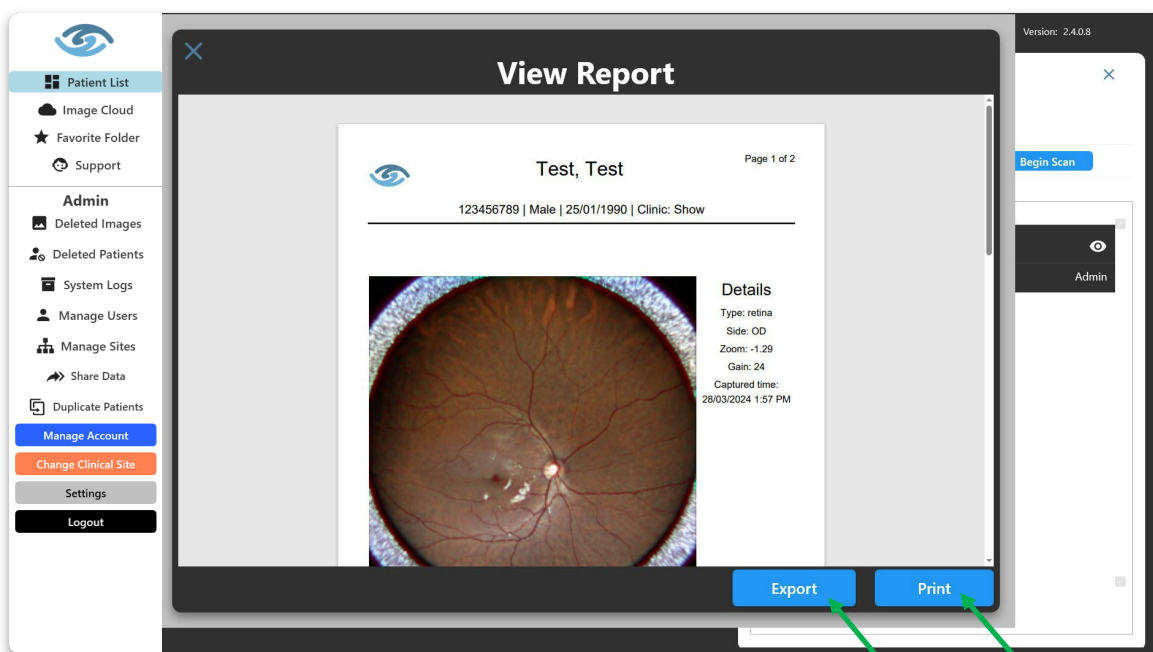 Patient List
Image Cloud
Favorite Folder
Support
Admin
Deleted Images
Deleted Patients
System Logs
Manage Users
Manage Sites
Share Data
Duplicate Patients
Manage Account
Change Clinical Site
Settings
Logout
View Report
Test, Test
Page 1 of 2
123456789 | Male | 25/01/1990 | Clinic: Show
Details
Type: retina
Side: OD
Zoom: -1.29
Gain: 24
Captured time:
28/03/2024 1:57 PM
Export
Print
Version: 2.4.0.8
Begin Scan
Admin